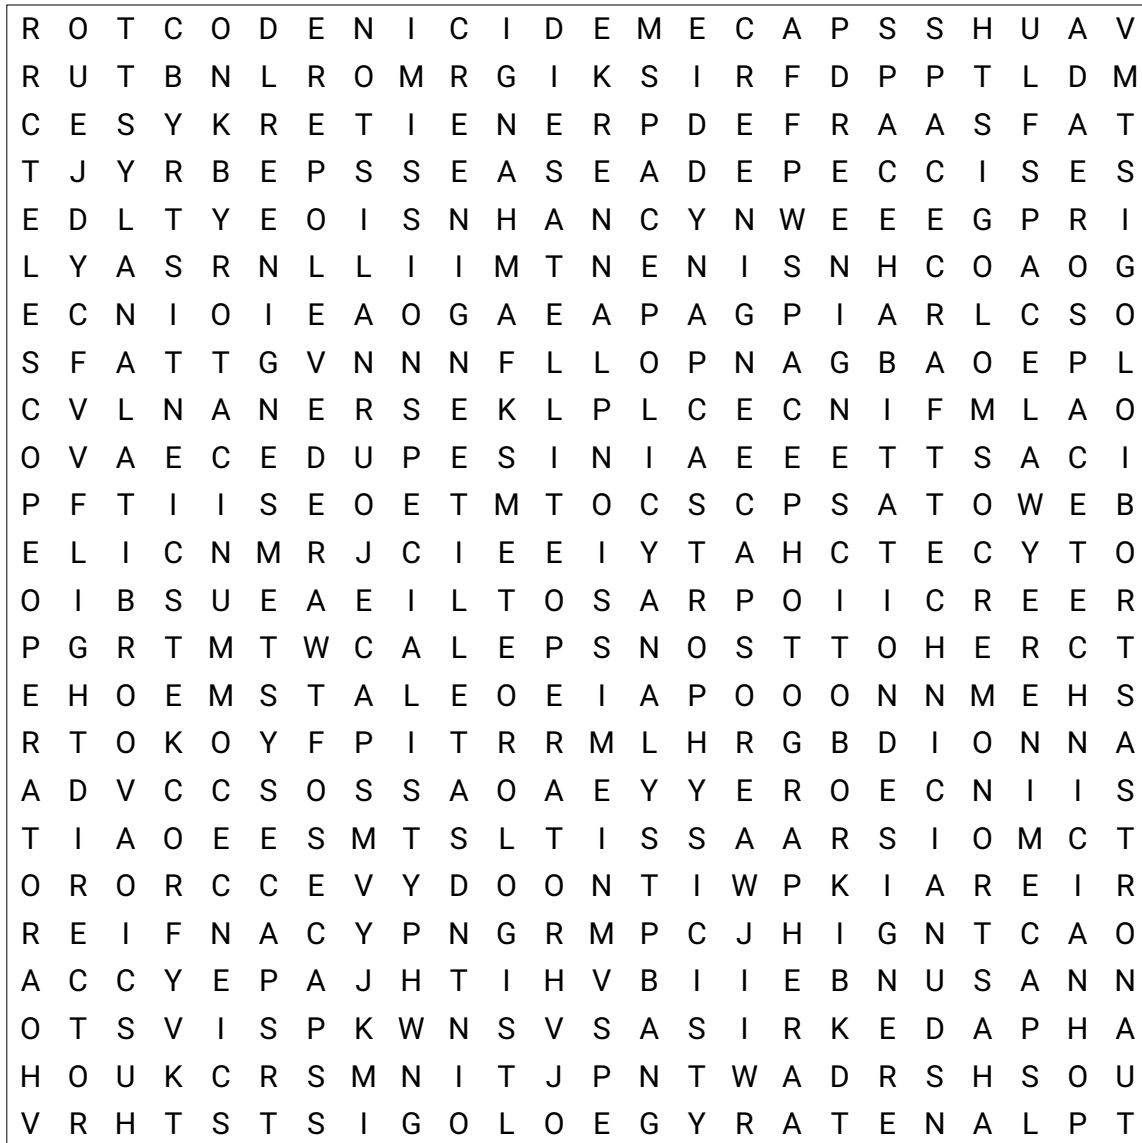 R O T C O D E N I C I D E M E C A P S S H U A V
R U T B N L R O M R G I K S I R F D P P T L D M
C E S Y K R E T I E N E R P D E F R A A S F A T
T J Y R B E P S S E A S E A D E P E C C I S E S
E D L T Y E O I S N H A N C Y N W E E E G P R I
L Y A S R N L L I I M T N E N I S N H C O A O G
E C N I O I E A O G A E A P A G P I A R L C S O
S F A T T G V N N N F L L O P N A G B A O E P L
C V L N A N E R S E K L P L C E C N I F M L A O
O V A E C E D U P E S I N I A E E E T T S A C I
P F T I I S E O E T M T O C S C P S A T O W E B
E L I C N M R J C I E E I Y T A H C T E C Y T O
O I B S U E A E I L T O S A R P O I I C R E E R
P G R T M T W C A L E P S N O S T T O H E R C T
E H O E M S T A L E O E I A P O O O N N M E H S
R T O K O Y F P I T R R M L H R G B D I O N N A
A D V C C S O S S A O A E Y Y E R O E C N I I S
T I A O E E S M T S L T I S S A A R S I O M C T
O R O R C C E V Y D O O N T I W P K I A R E I R
R E I F N A C Y P N G R M P C J H I G N T C A O
A C C Y E P A J H T I H V B I I E B N U S A N N
O T S V I S P K W N S V S A S I R K E D A P H A
H O U K C R S M N I T J P N T W A D R S H S O U
V R H T S T S I G O L O E G Y R A T E N A L P T